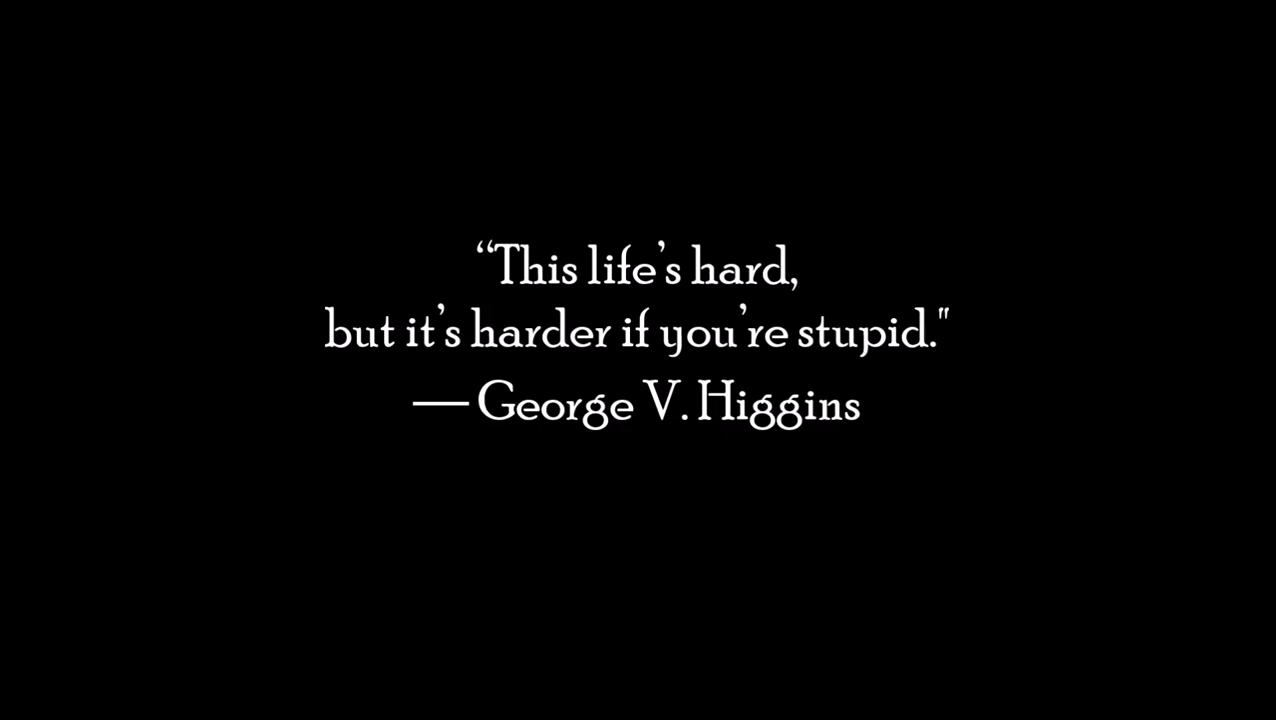 “This life’s hard,
but it’s harder if you’re stupid."
— George V. Higgins